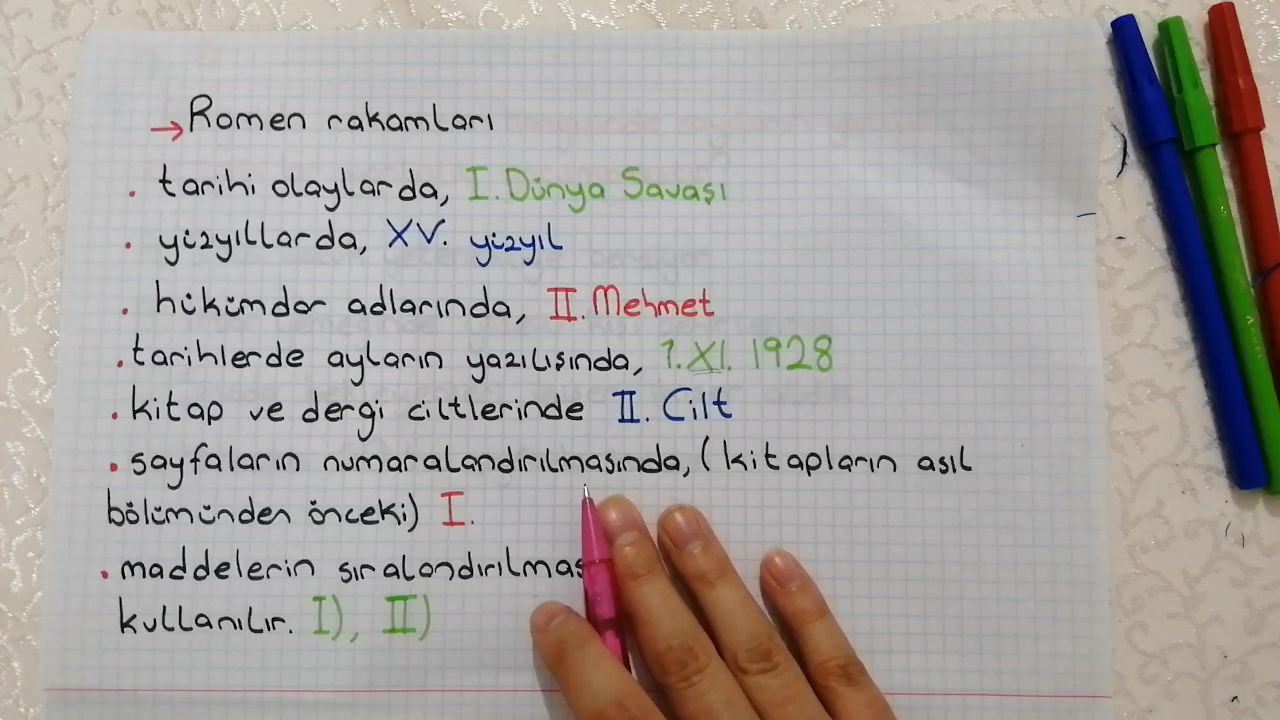 → Romen rakamları
. tarihi olaylarda, I. Dünya Savaşı
. yüzyıllarda, XV. yüzyıl
. hükümdar adlarında, II. Mehmet
. tarihlerde ayların yazılışında, 1.XI. 1928
. kitap ve dergi ciltlerinde II. Cilt
. sayfaların numaralandırılmasında, (kitapların asıl
bölümünden önceki) I.
. maddelerin
kullanılır. I), II)